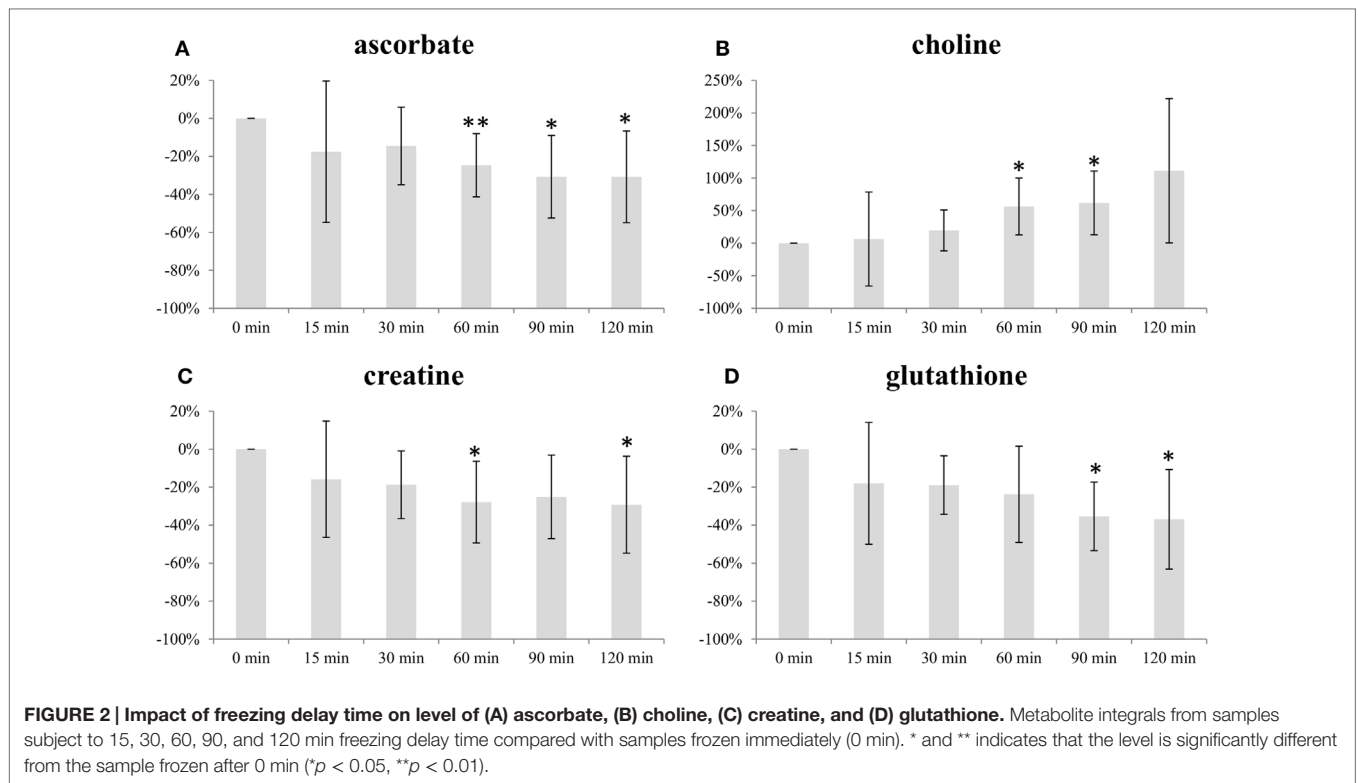 A
ascorbate
20%
0%
-20%
-40%
-60%
-80%
-100%
**
*
*
0 min 15 min 30 min 60 min 90 min 120 min
B
choline
250%
200%
150%
100%
50%
0%
-50%
-100%
*
*
0 min 15 min 30 min 60 min 90 min 120 min
C
creatine
20%
0%
-20%
-40%
-60%
-80%
-100%
*
*
0 min 15 min 30 min 60 min 90 min 120 min
D
glutathione
20%
0%
-20%
-40%
-60%
-80%
-100%
*
*
0 min 15 min 30 min 60 min 90 min 120 min
FIGURE 2 | Impact of freezing delay time on level of (A) ascorbate, (B) choline, (C) creatine, and (D) glutathione. Metabolite integrals from samples
subject to 15, 30, 60, 90, and 120 min freezing delay time compared with samples frozen immediately (0 min). * and ** indicates that the level is significantly different
from the sample frozen after 0 min (*p < 0.05, **p < 0.01).